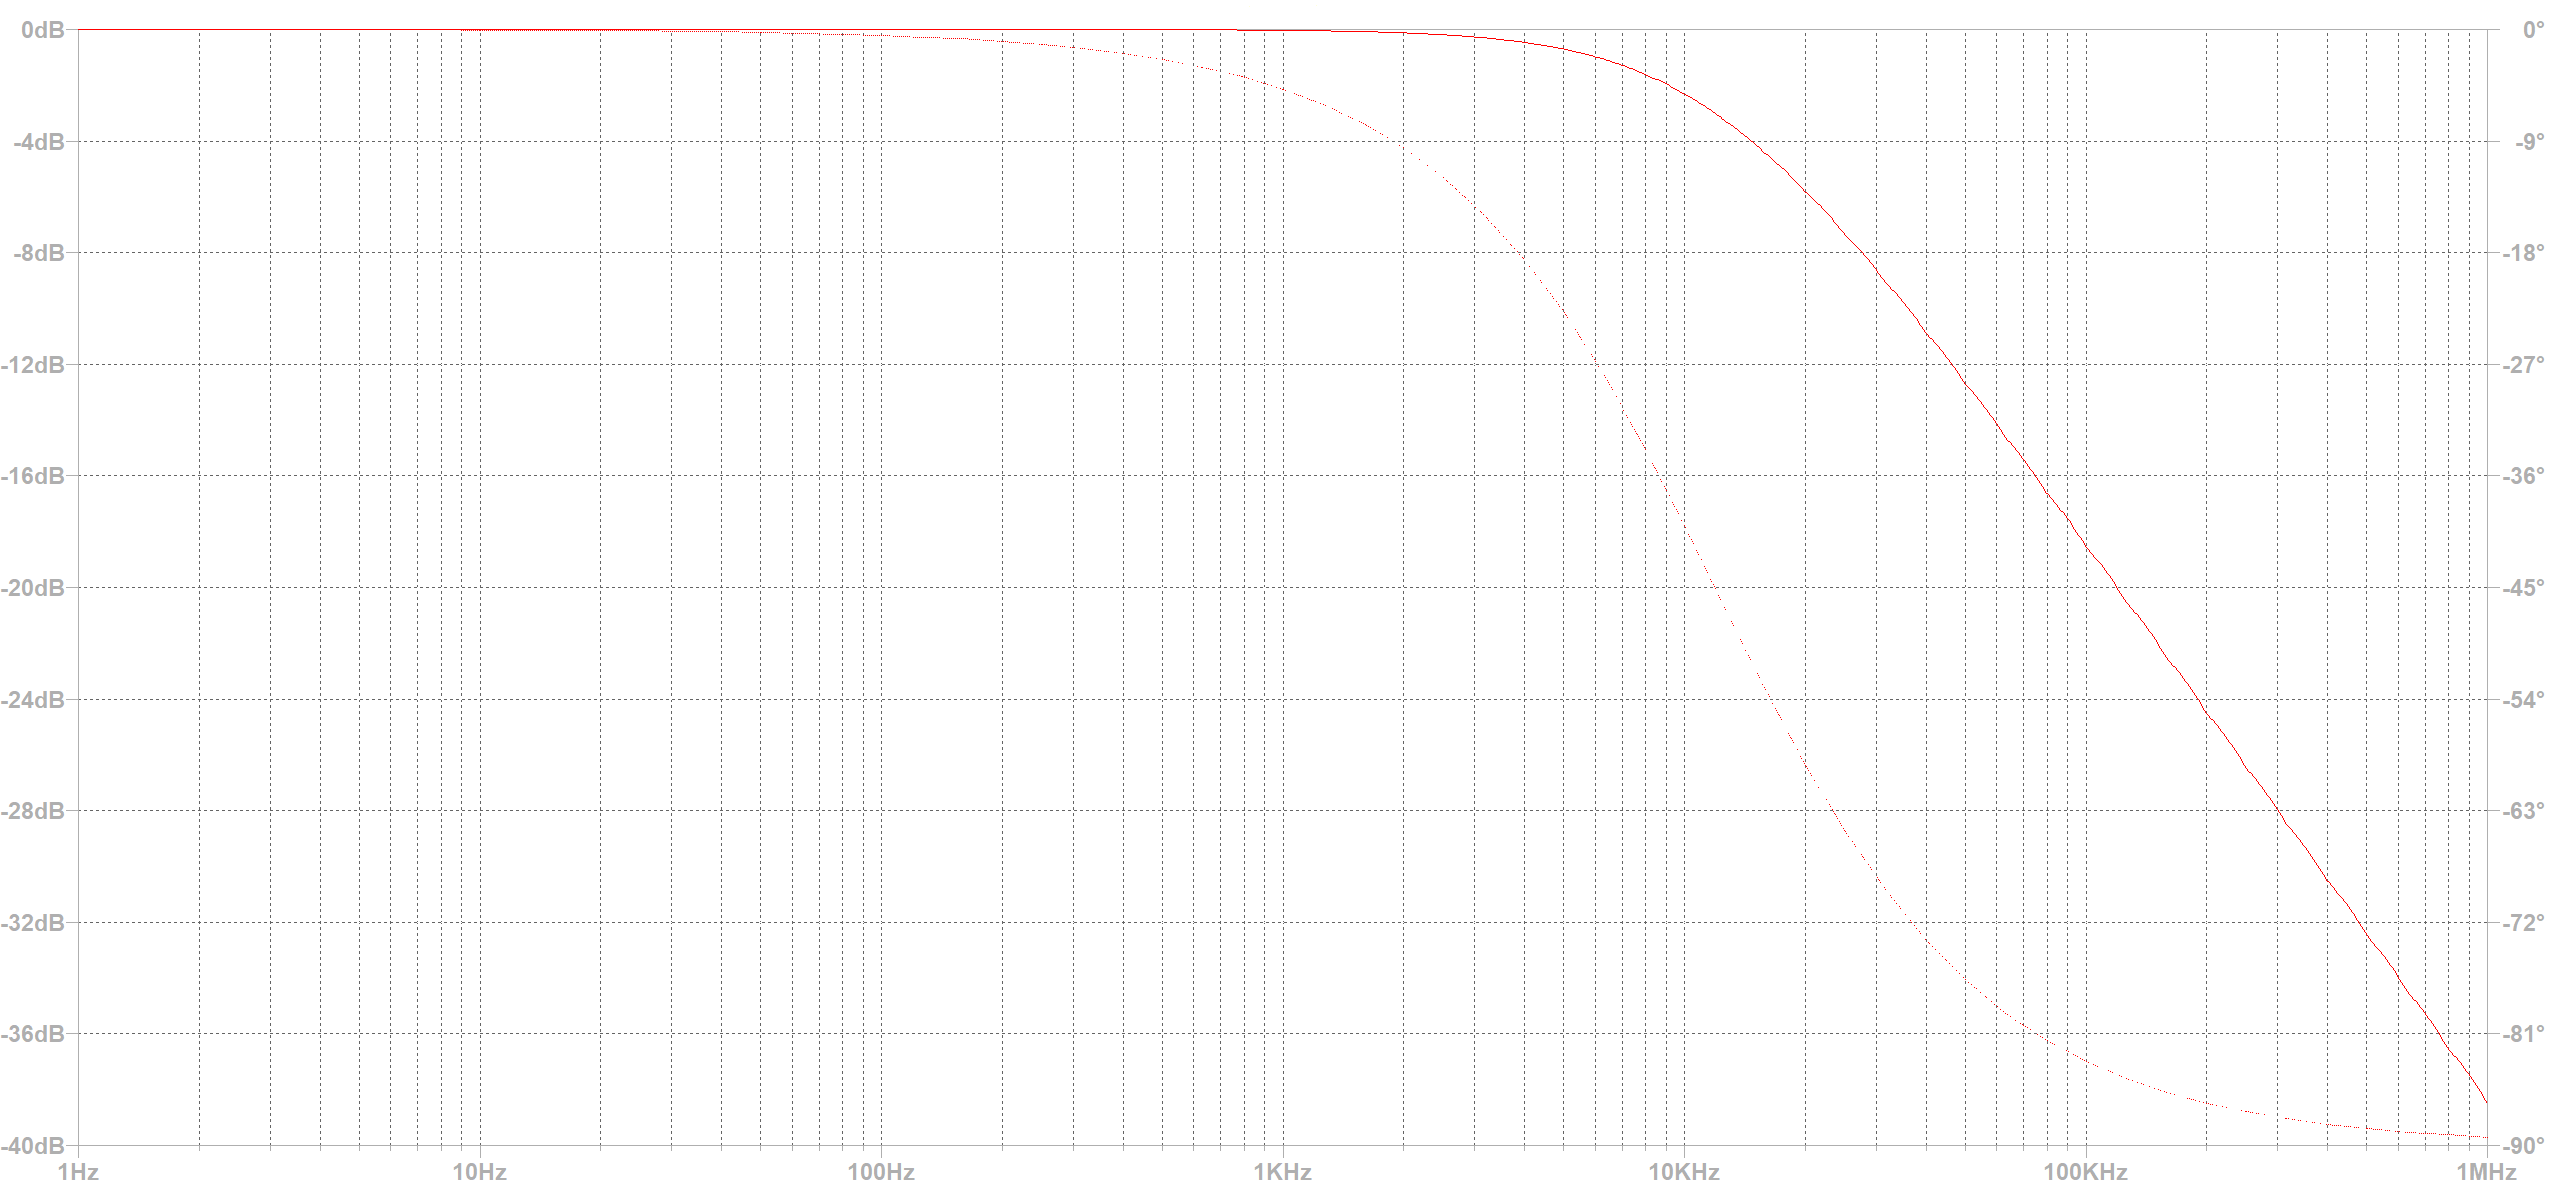 0dB 0°
-4dB -9°
-8dB -18°
-12dB -27°
-16dB -36°
-20dB -45°
-24dB -54°
-28dB -63°
-32dB -72°
-36dB -81°
-40dB -90°
1Hz 10Hz 100Hz 1KHz 10KHz 100KHz 1MHz